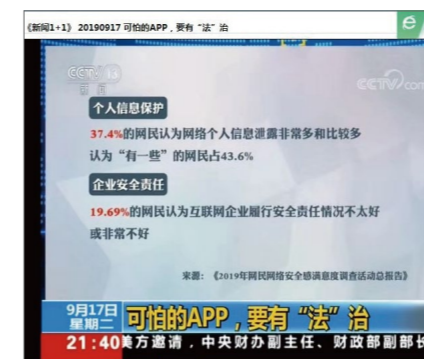 《新闻1+1》 20190917 可怕的APP，要有“法”治
CCTV 13
新闻
CCTV.com
个人信息保护
37.4%的网民认为网络个人信息泄露非常多和比较多
认为“有一些”的网民占43.6%
企业安全责任
19.69%的网民认为互联网企业履行安全责任情况不太好
或非常不好
来源：《2019年网民网络安全感满意度调查活动总报告》
9月17日
星期二
可怕的APP，要有“法”治
21:40
美方邀请，中央财办副主任、财政部副部长